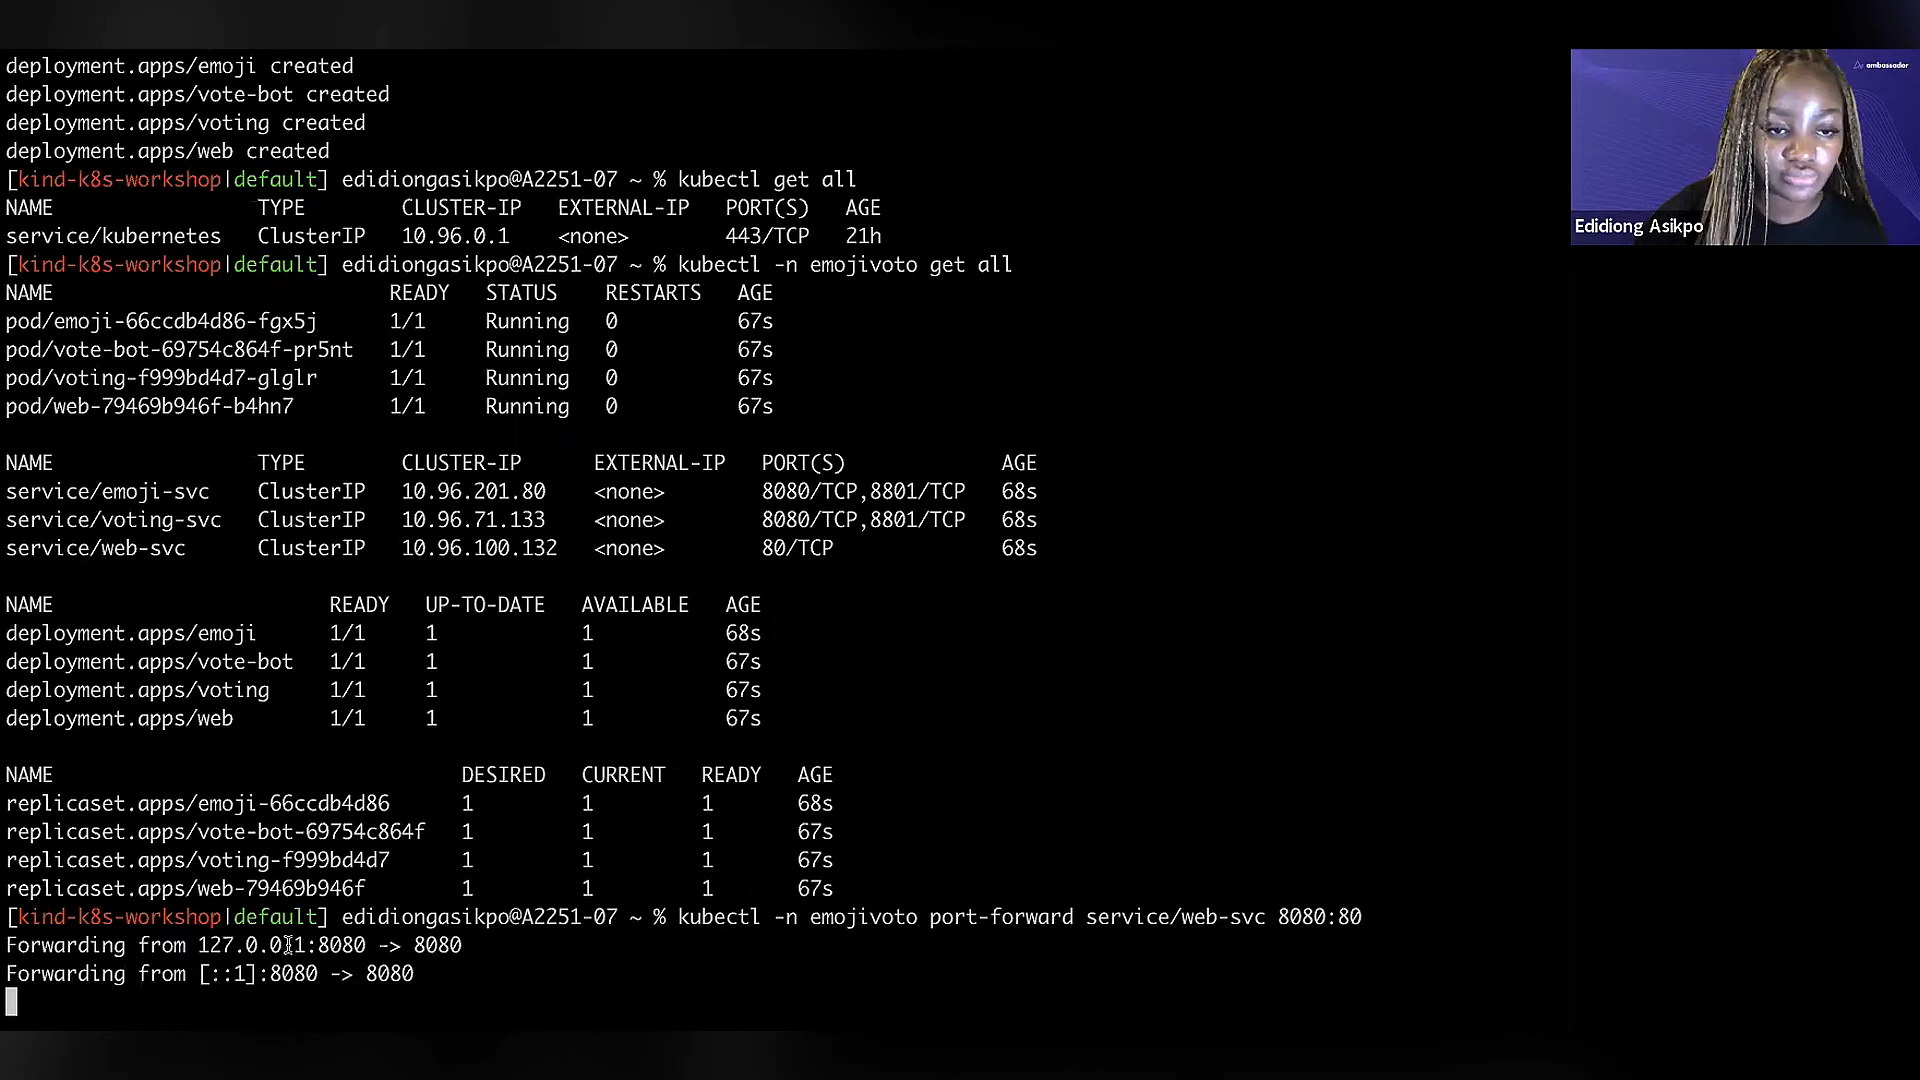 deployment.apps/emoji created
deployment.apps/vote-bot created
deployment.apps/voting created
deployment.apps/web created
[kind-k8s-workshop|default] edidiongasikpo@A2251-07 ~ % kubectl get all
NAME TYPE CLUSTER-IP EXTERNAL-IP PORT(S) AGE
service/kubernetes ClusterIP 10.96.0.1 <none> 443/TCP 21h
[kind-k8s-workshop|default] edidiongasikpo@A2251-07 ~ % kubectl -n emojivoto get all
NAME READY STATUS RESTARTS AGE
pod/emoji-66ccdb4d86-fgx5j 1/1 Running 0 67s
pod/vote-bot-69754c864f-pr5nt 1/1 Running 0 67s
pod/voting-f999bd4d7-glglr 1/1 Running 0 67s
pod/web-79469b946f-b4hn7 1/1 Running 0 67s
NAME TYPE CLUSTER-IP EXTERNAL-IP PORT(S) AGE
service/emoji-svc ClusterIP 10.96.201.80 <none> 8080/TCP,8801/TCP 68s
service/voting-svc ClusterIP 10.96.71.133 <none> 8080/TCP,8801/TCP 68s
service/web-svc ClusterIP 10.96.100.132 <none> 80/TCP 68s
NAME READY UP-TO-DATE AVAILABLE AGE
deployment.apps/emoji 1/1 1 1 68s
deployment.apps/vote-bot 1/1 1 1 67s
deployment.apps/voting 1/1 1 1 67s
deployment.apps/web 1/1 1 1 67s
NAME DESIRED CURRENT READY AGE
replicaset.apps/emoji-66ccdb4d86 1 1 1 68s
replicaset.apps/vote-bot-69754c864f 1 1 1 67s
replicaset.apps/voting-f999bd4d7 1 1 1 67s
replicaset.apps/web-79469b946f 1 1 1 67s
[kind-k8s-workshop|default] edidiongasikpo@A2251-07 ~ % kubectl -n emojivoto port-forward service/web-svc 8080:80
Forwarding from 127.0.0.1:8080 -> 8080
Forwarding from [::1]:8080 -> 8080
ambassador
Edidiong Asikpo